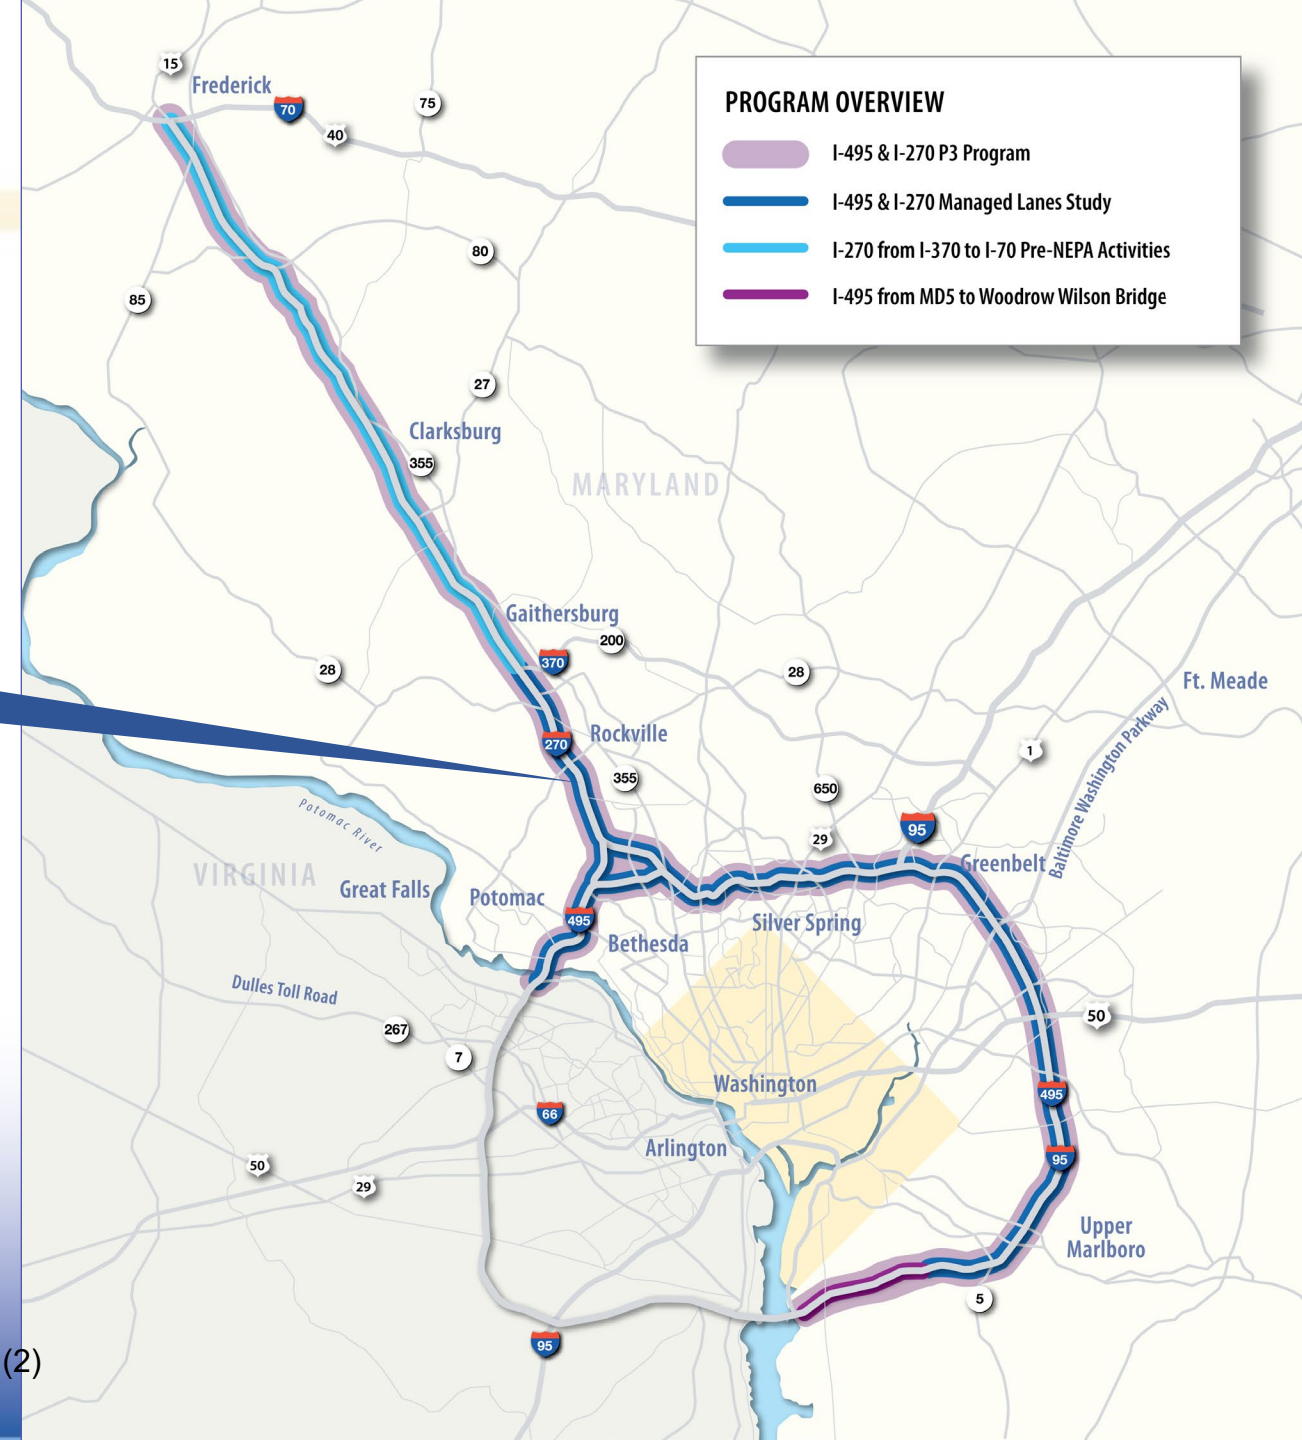 15
Frederick
70
40
75
PROGRAM OVERVIEW
I-495 & I-270 P3 Program
I-495 & I-270 Managed Lanes Study
I-270 from I-370 to I-70 Pre-NEPA Activities
I-495 from MD5 to Woodrow Wilson Bridge
80
85
27
Clarksburg
355
MARYLAND
Gaithersburg
200
370
28
28
Ft. Meade
270
Rockville
355
1
Baltimore Washington Parkway
650
Potomac River
29
95
VIRGINIA
Great Falls
Potomac
Greenbelt
495
Silver Spring
Bethesda
Dulles Toll Road
267
7
50
Washington
495
66
Arlington
95
50
29
Upper
Marlboro
5
95
(2)